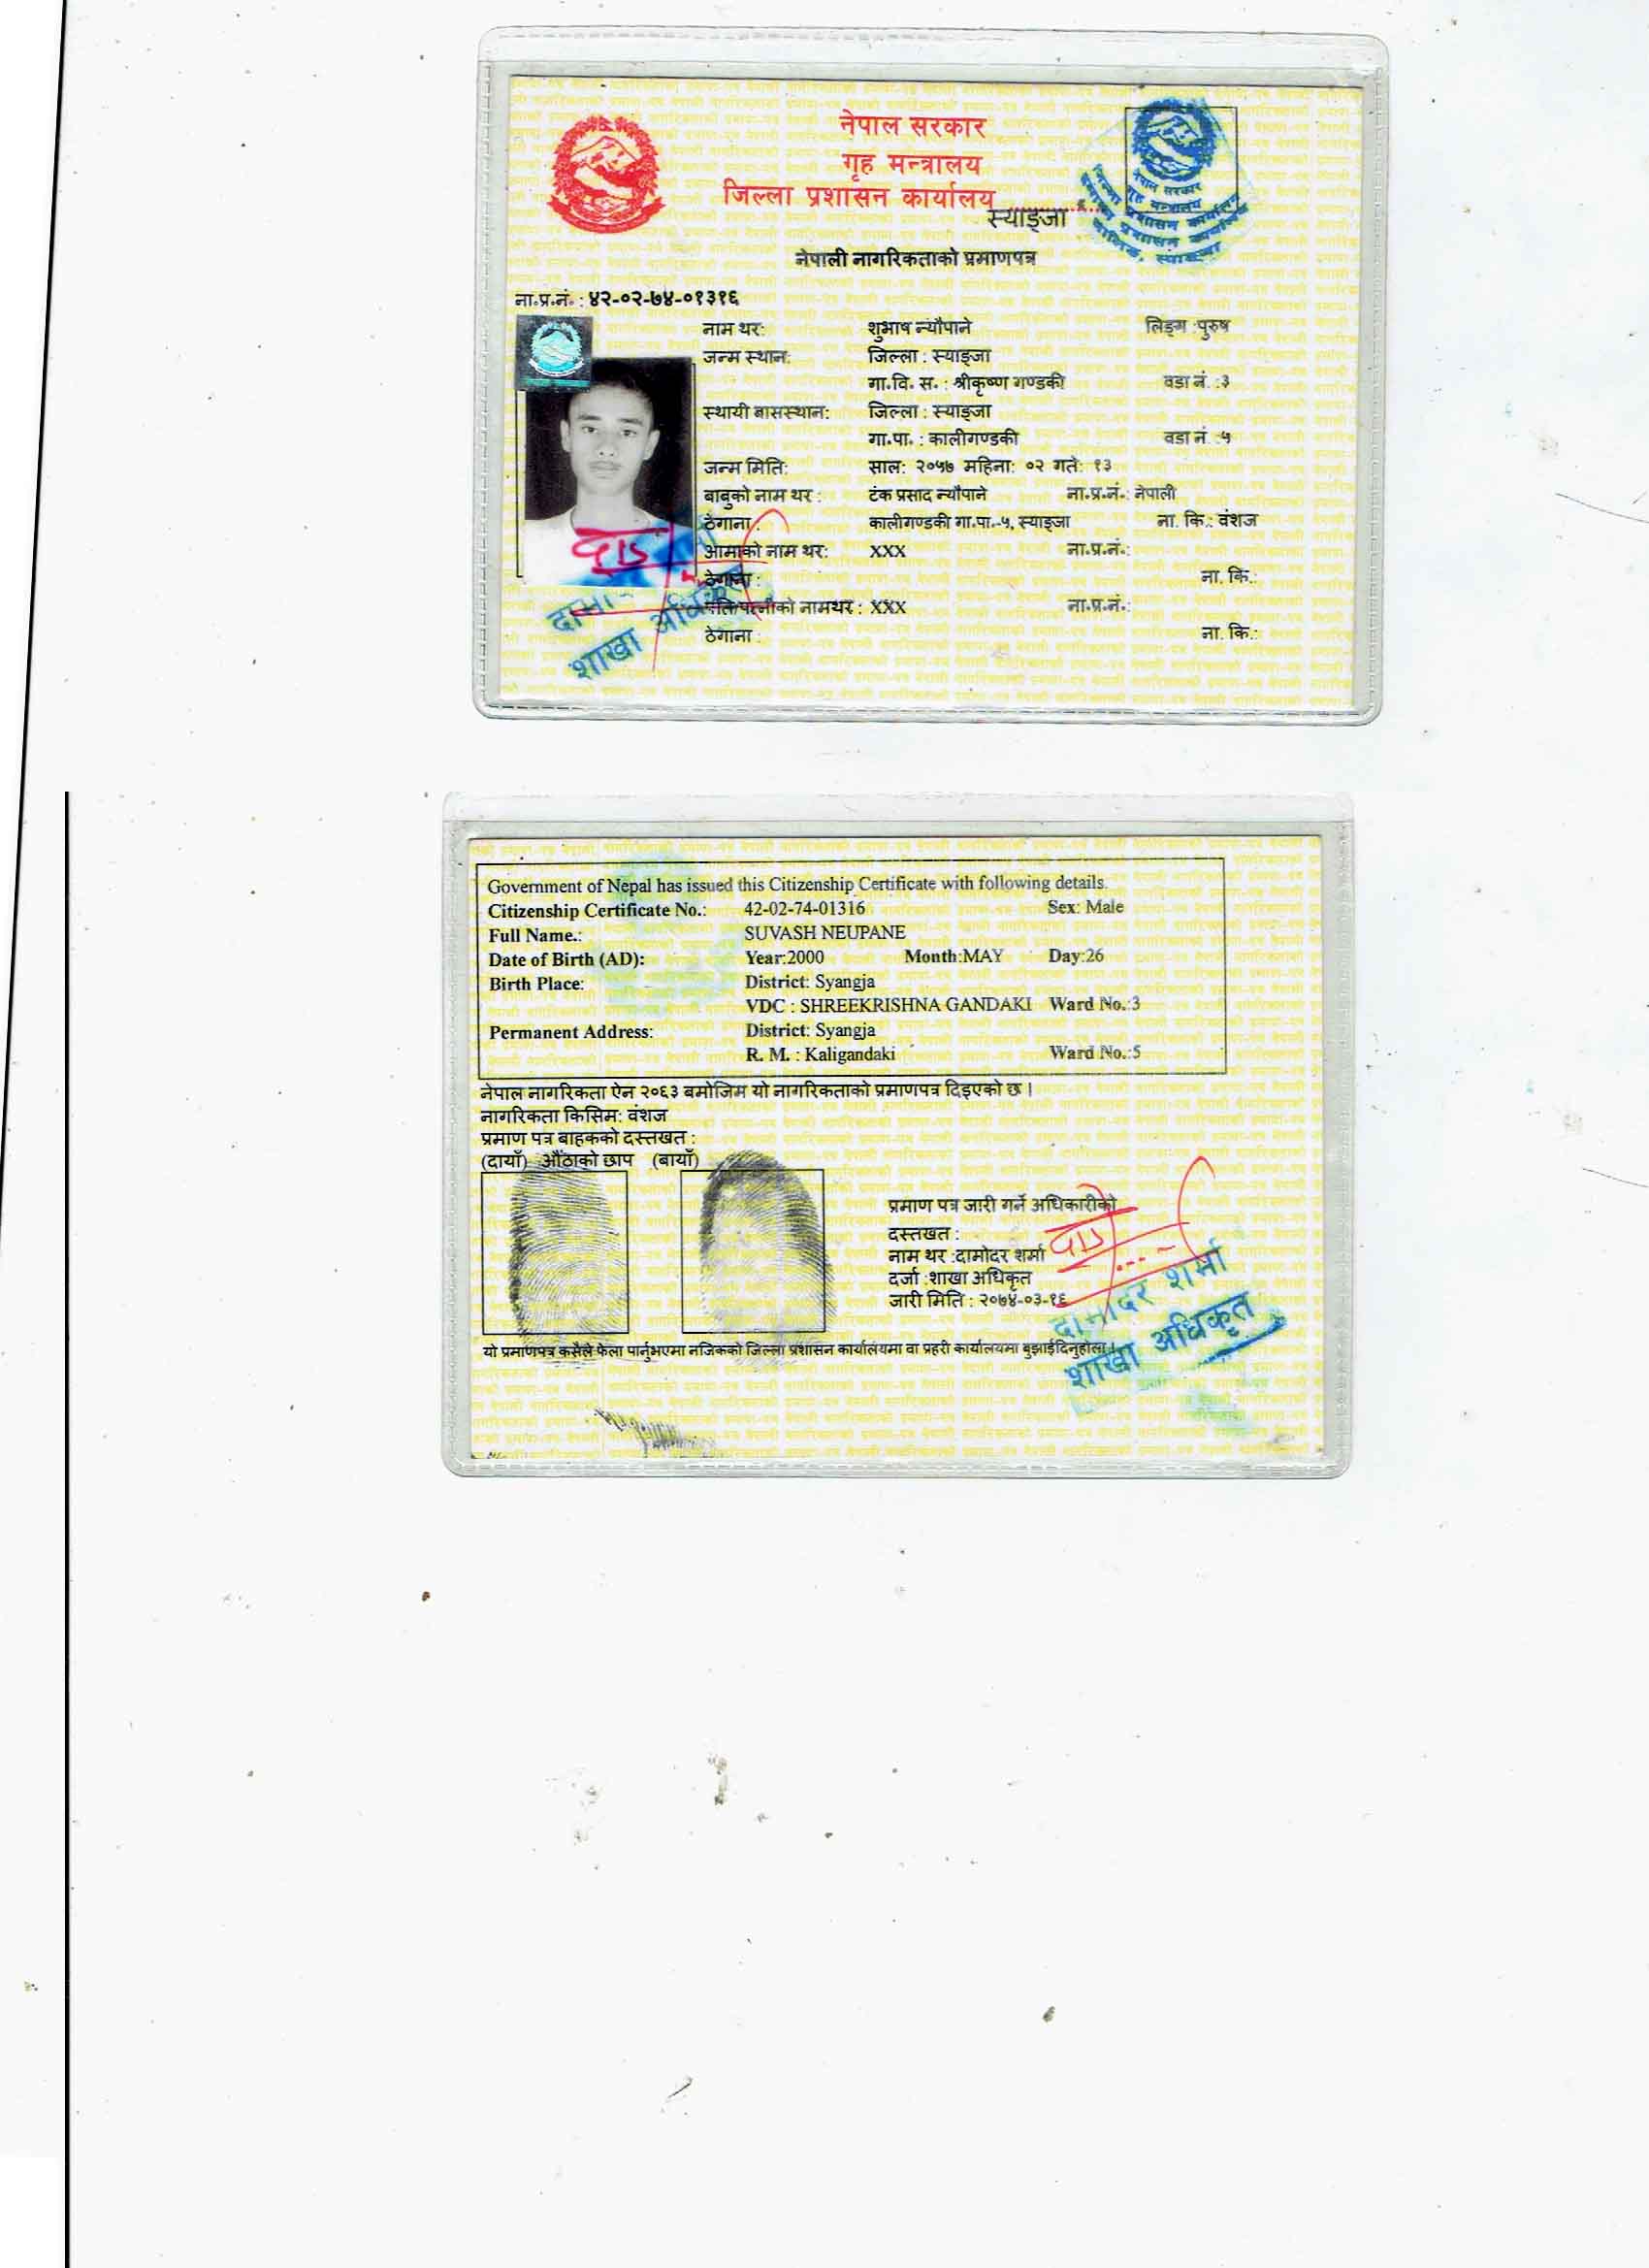 नेपाल सरकार
गृह मन्त्रालय
जिल्ला प्रशासन कार्यालय
स्याङ्जा
नेपाल सरकार
गृह मन्त्रालय
जिल्ला प्रशासन कार्यालय
नेपाली नागरिकताको प्रमाणपत्र
ना.प्र.नं. : ४२-०२-७४-०१३१६
नाम थर: शुभाष न्यौपाने लिङ्ग :पुरुष
जन्म स्थान: जिल्ला : स्याङ्जा
गा.वि. स. : श्रीकृष्ण गण्डकी वडा नं. :३
स्थायी बासस्थान: जिल्ला : स्याङ्जा
गा.पा. : कालीगण्डकी वडा नं. :५
जन्म मिति: साल: २०५७ महिना: ०२ गते: १३
बाबुको नाम थर : टंक प्रसाद न्यौपाने ना.प्र.नं.: नेपाली
ठेगाना : कालीगण्डकी गा.पा.-५, स्याङ्जा ना. कि.: वंशज
आमाको नाम थर: XXX ना.प्र.नं.:
ठेगाना : ना. कि.:
पति/पत्नीको नामथर : XXX ना.प्र.नं.:
ठेगाना : ना. कि.:
शाखा अधिकृत
Government of Nepal has issued this Citizenship Certificate with following details.
Citizenship Certificate No.: 42-02-74-01316 Sex: Male
Full Name.: SUVASH NEUPANE
Date of Birth (AD): Year:2000 Month:MAY Day:26
Birth Place: District: Syangja
VDC : SHREEKRISHNA GANDAKI Ward No.:3
Permanent Address: District: Syangja
R. M. : Kaligandaki Ward No.:5
नेपाल नागरिकता ऐन २०६३ बमोजिम यो नागरिकताको प्रमाणपत्र दिइएको छ।
नागरिकता किसिम: वंशज
प्रमाण पत्र बाहकको दस्तखत :
(दायाँ) औंठाको छाप (बायाँ)
प्रमाण पत्र जारी गर्ने अधिकारीको
दस्तखत :
नाम थर :दामोदर शर्मा
दर्जा :शाखा अधिकृत
जारी मिति : २०७४-०३-१६
दामोदर शर्मा
शाखा अधिकृत
यो प्रमाणपत्र कसैले फेला पार्नुभएमा नजिकको जिल्ला प्रशासन कार्यालयमा वा प्रहरी कार्यालयमा बुझाईदिनुहोला।